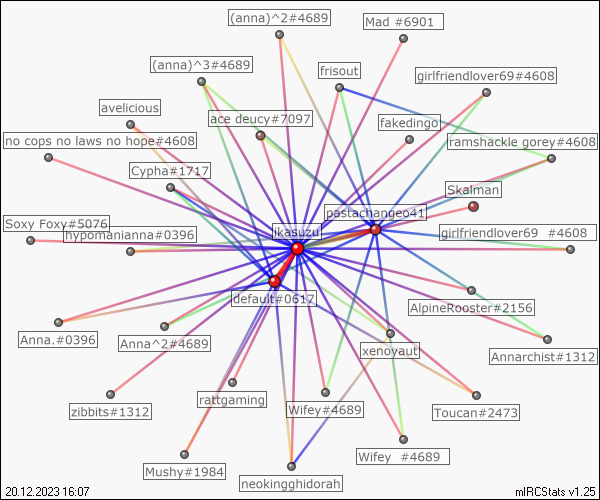 (anna)^2#4689
Mad #6901
(anna)^3#4689
frisout
girlfriendlover69#4608
avelicious
ace deucy#7097
fakedingo
no cops no laws no hope#4608
ramshackle gorey#4608
Cypha#1717
Skalman
pastachangeo41
Soxy Foxy#5076
hypomanianna#0396
ikasuzu
girlfriendlover69 #4608
default#0617
AlpineRooster#2156
Anna.#0396
Anna^2#4689
xenoyaut
Annarchist#1312
zibbits#1312
rattgaming
Wifey#4689
Toucan#2473
Mushy#1984
neokingghidorah
Wifey #4689
20.12.2023 16:07
mIRCStats v1.25